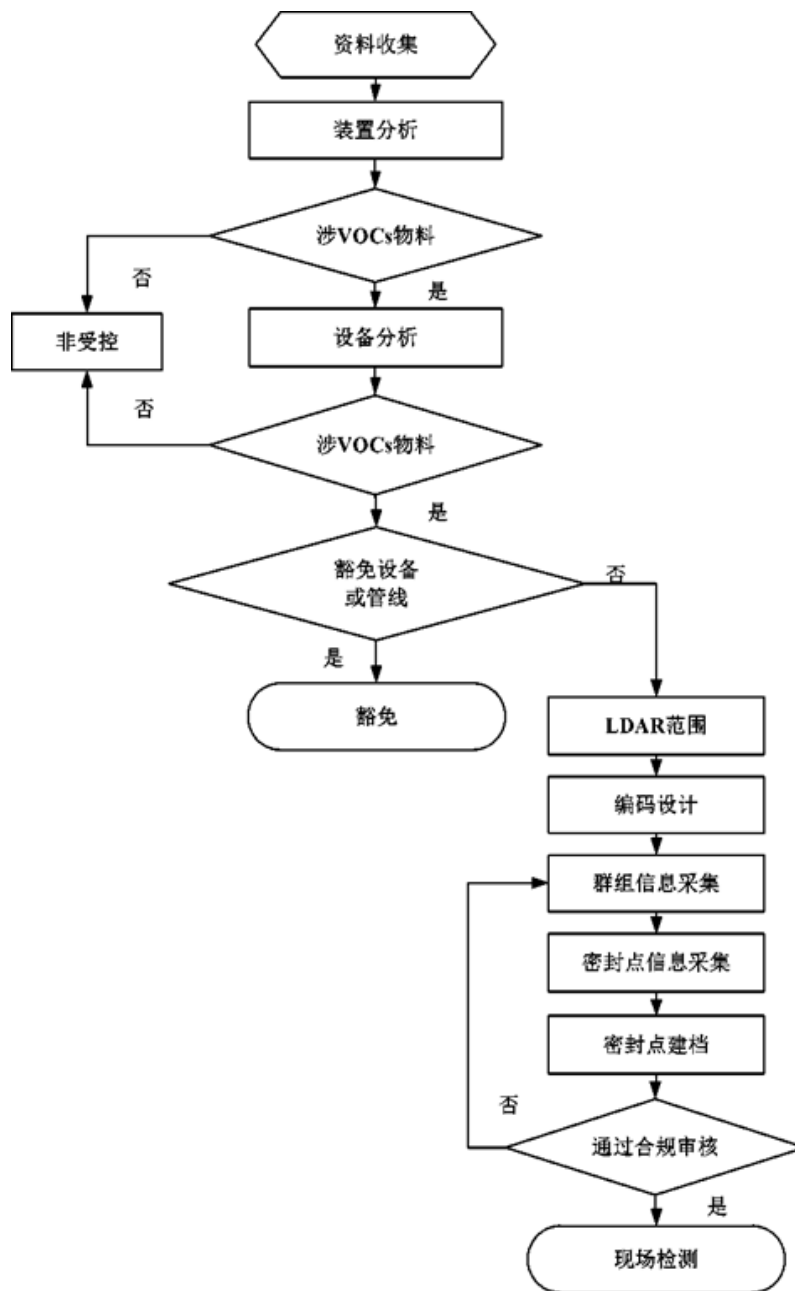 资料收集
装置分析
涉VOCs物料
否
是
非受控
设备分析
否
涉VOCs物料
是
豁免设备
或管线
否
是
豁免
LDAR范围
编码设计
群组信息采集
密封点信息采集
密封点建档
否
通过合规审核
是
现场检测